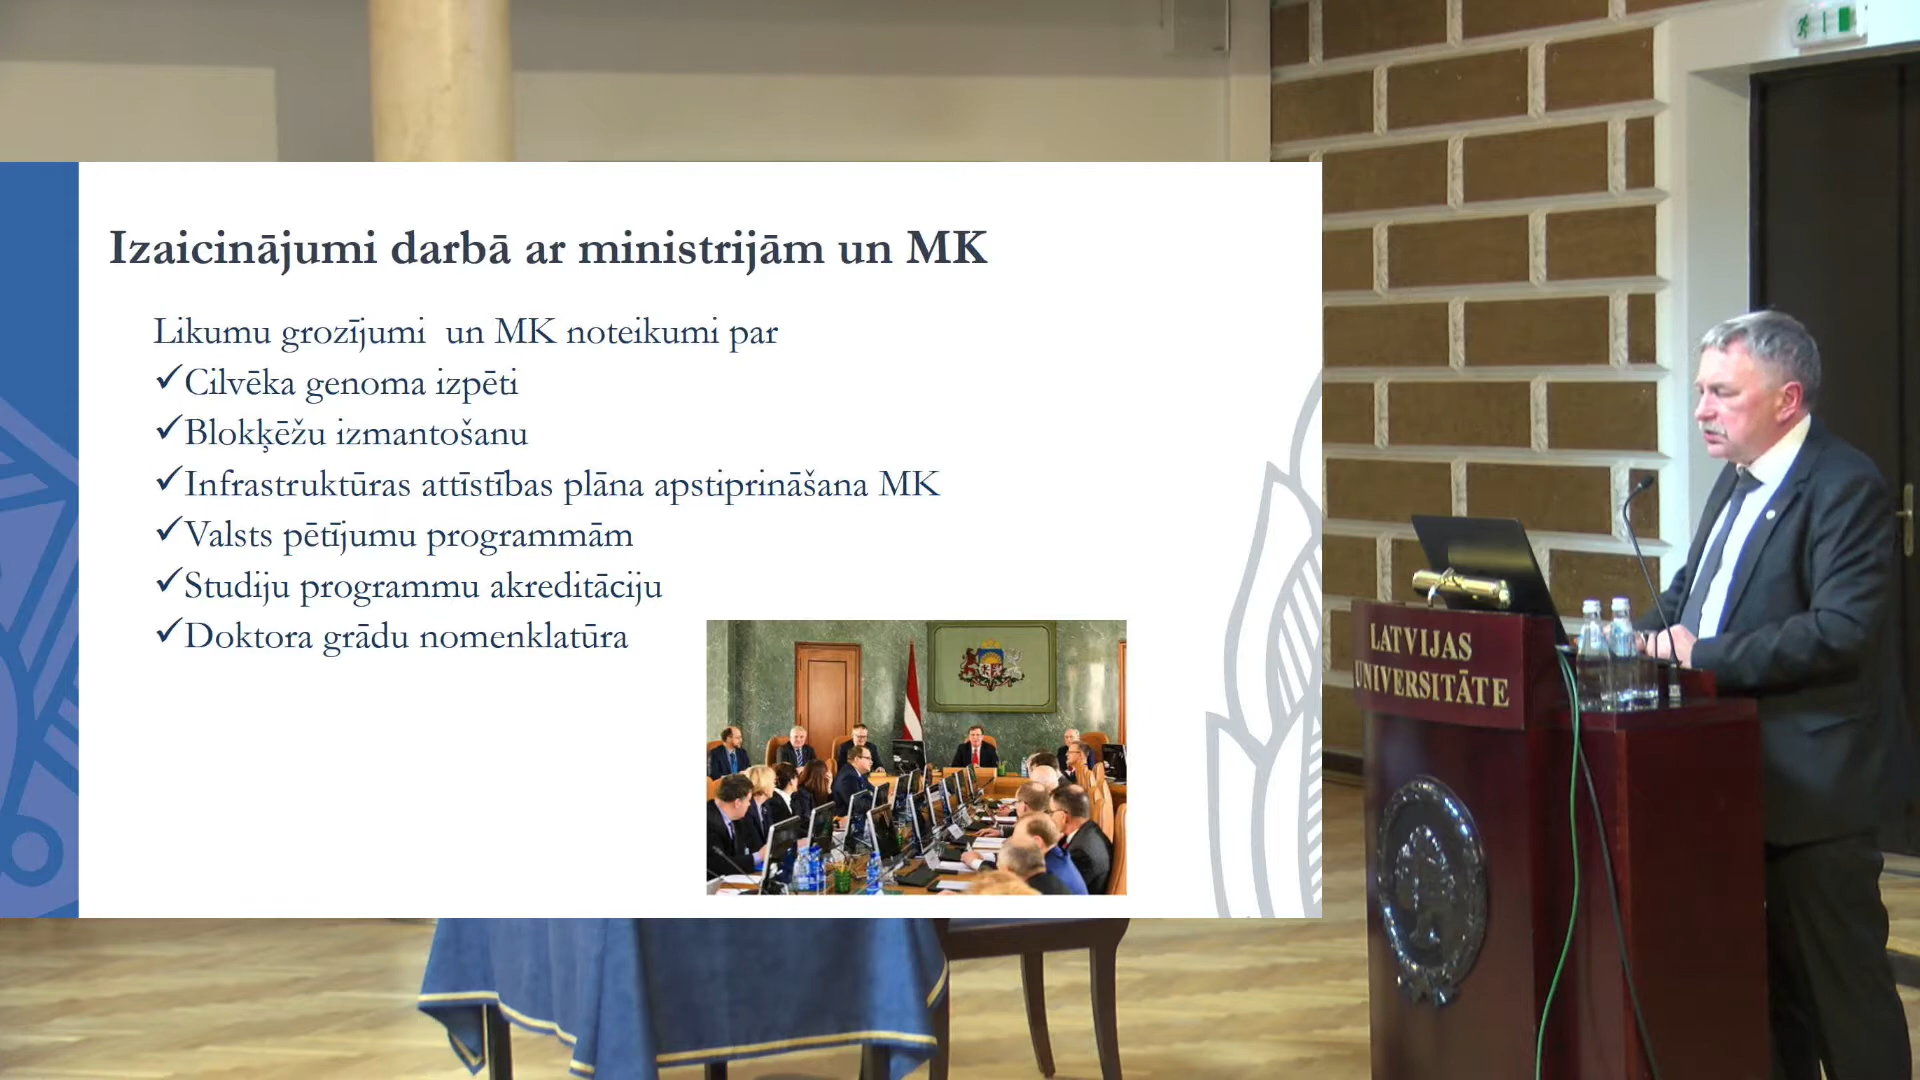 Izaicinājumi darbā ar ministrijām un MK
Likumu grozījumi un MK noteikumi par
✓Cilvēka genoma izpēti
✓Blokķēžu izmantošanu
✓Infrastruktūras attīstības plāna apstiprināšana MK
✓Valsts pētījumu programmām
✓Studiju programmu akreditāciju
✓Doktora grādu nomenklatūra
LATVIJAS
UNIVERSITĀTE